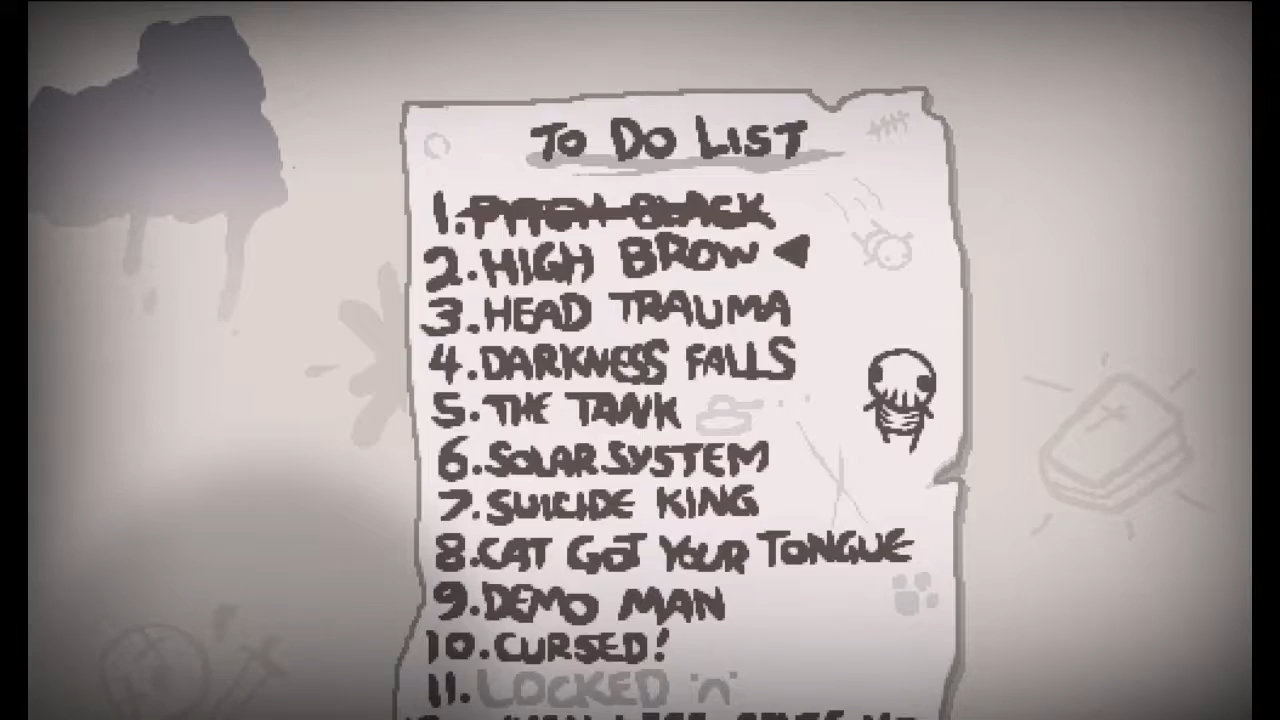 TO DO LIST
1. PITCH BLACK
2. HIGH BROW
3. HEAD TRAUMA
4. DARKNESS FALLS
5. THE TANK
6. SOLAR SYSTEM
7. SUICIDE KING
8. CAT GOT YOUR TONGUE
9. DEMO MAN
10. CURSED!
11. LOCKED